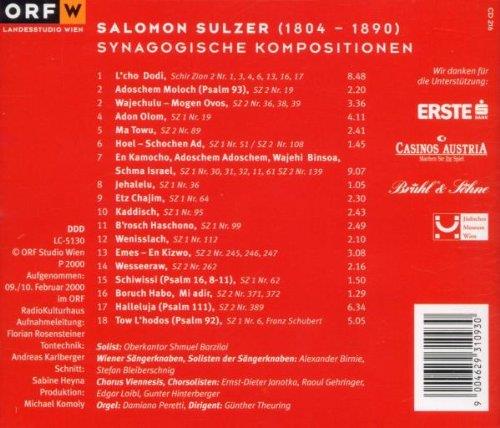 ORF W
LANDESSTUDIO WIEN
SALOMON SULZER (1804 – 1890)
SYNAGOGISCHE KOMPOSITIONEN
CD 216
1 L'cho Dodi, Schir Zion 2 Nr. 1, 3, 4, 6, 13, 16, 17 8.48
2 Adoschem Moloch (Psalm 93), SZ 2 Nr. 19 2.20
2 Wajechulu – Mogen Ovos, SZ 2 Nr. 36, 38, 39 3.36
4 Adon Olom, SZ 1 Nr. 19 4.11
5 Ma Towu, SZ 2 Nr. 89 2.41
6 Hoel – Schochen Ad, SZ 1 Nr. 51 / SZ 2 Nr. 108 1.45
7 En Kamocho, Adoschem Adoschem, Wajehi Binsoa,
Schma Israel, SZ 1 Nr. 30, 31, 32, 11, 61 SZ 2 Nr. 139 9.07
8 Jehalelu, SZ 1 Nr. 36 1.05
9 Etz Chajim, SZ 1 Nr. 64 2.30
10 Kaddisch, SZ 1 Nr. 95 2.43
11 B'rosch Haschono, SZ 1 Nr. 99 2.49
12 Wenisslach, SZ 1 Nr. 112 2.10
13 Emes – En Kizwo, SZ 2 Nr. 245, 246, 247 3.08
14 Wesseeraw, SZ 2 Nr. 262 2.16
15 Schiwissi (Psalm 16, 8-11), SZ 1 Nr. 62 1.50
16 Boruch Habo, Mi adir, SZ 2 Nr. 371, 372 1.29
17 Halleluja (Psalm 111), SZ 2 Nr. 389 6.34
18 Tow L'hodos (Psalm 92), SZ 1 Nr. 6, Franz Schubert 5.05
Solist: Oberkantor Shmuel Barzilai
Wiener Sängerknaben, Solisten der Sängerknaben: Alexander Birnie,
Stefan Bleiberschnig
Chorus Viennesis, Chorsolisten: Ernst-Dieter Janotka, Raoul Gehringer,
Edgar Loibl, Gunter Hinterberger
Orgel: Damiano Peretti, Dirigent: Günther Theuring
DDD
LC-5130
© ORF Studio Wien
P 2000
Aufgenommen:
09./10. Februar 2000
im ORF
RadioKulturhaus
Aufnahmeleitung:
Florian Rosensteiner
Tontechnik:
Andreas Karlberger
Digitalschnitt:
Sabine Heyna
Produktion:
Michael Komoly
Wir danken für
die Unterstützung:
ERSTE BANK
CASINOS AUSTRIA
Machen Sie Ihr Spiel
Brühl & Söhne
Jüdisches
Museum
Wien
9 004629 310930